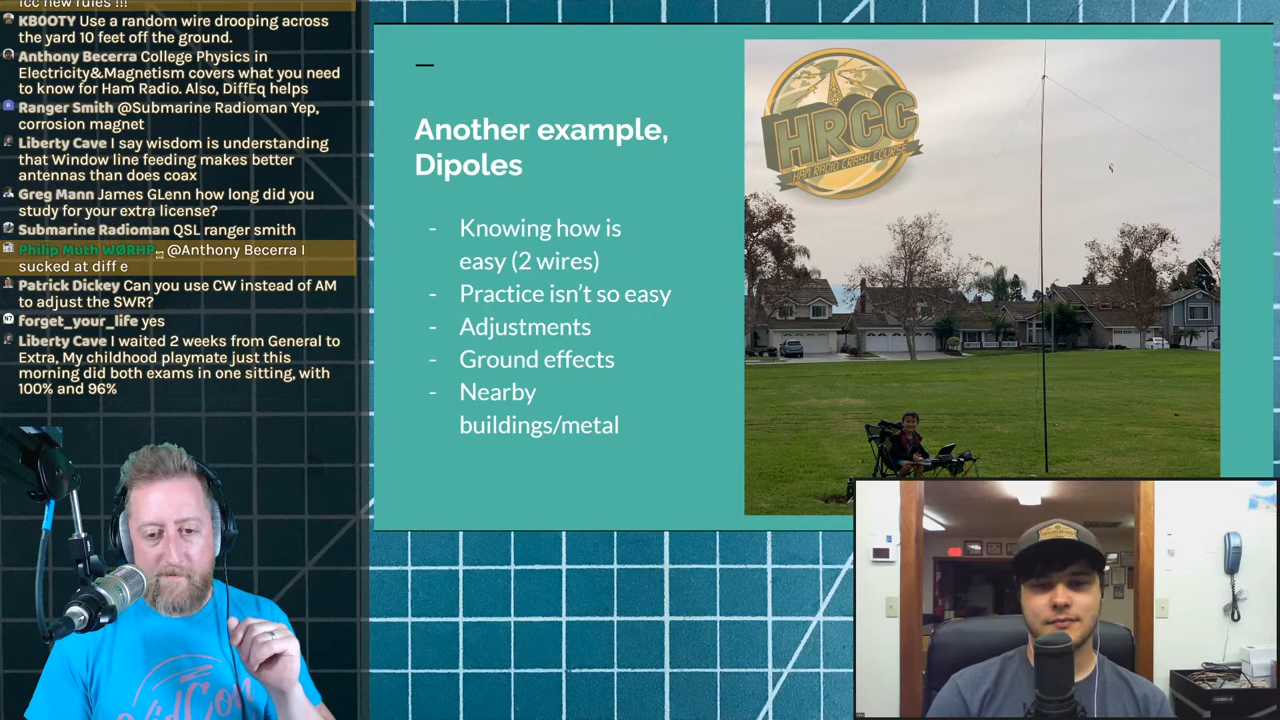 fcc new rules !!!
KB0OTY Use a random wire drooping across
the yard 10 feet off the ground.
Anthony Becerra College Physics in
Electricity&Magnetism covers what you need
to know for Ham Radio. Also, DiffEq helps
Ranger Smith @Submarine Radioman Yep,
corrosion magnet
Liberty Cave I say wisdom is understanding
that Window line feeding makes better
antennas than does coax
Greg Mann James GLenn how long did you
study for your extra license?
Submarine Radioman QSL ranger smith
Philip Muth WØRHP @Anthony Becerra I
sucked at diff e
Patrick Dickey Can you use CW instead of AM
to adjust the SWR?
forget_your_life yes
Liberty Cave I waited 2 weeks from General to
Extra, My childhood playmate just this
morning did both exams in one sitting, with
100% and 96%
Another example,
Dipoles
- Knowing how is
easy (2 wires)
- Practice isn't so easy
- Adjustments
- Ground effects
- Nearby
buildings/metal
HRCC
HAM RADIO CRASH COURSE